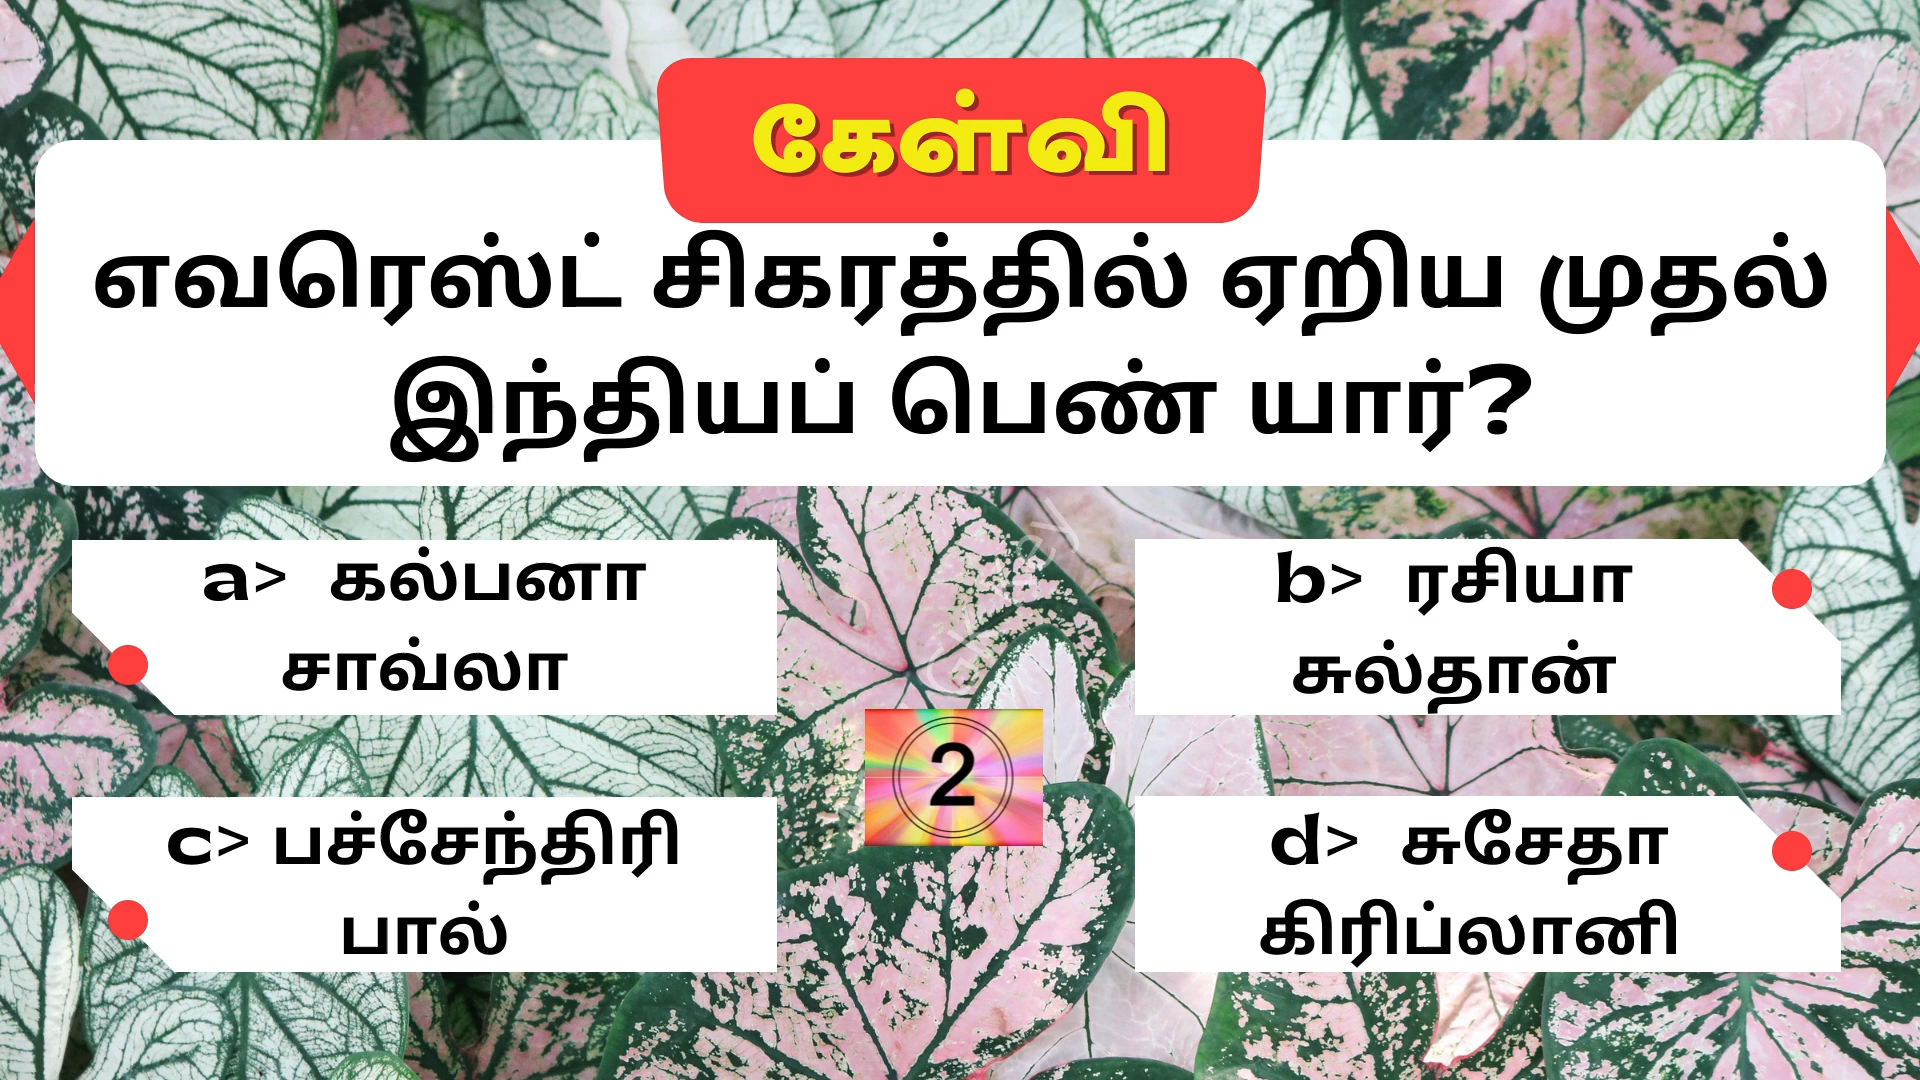 கேள்வி
எவரெஸ்ட் சிகரத்தில் ஏறிய முதல்
இந்தியப் பெண் யார்?
a> கல்பனா
சாவ்லா
b> ரசியா
சுல்தான்
2
c> பச்சேந்திரி
பால்
d> சுசேதா
கிரிப்லானி